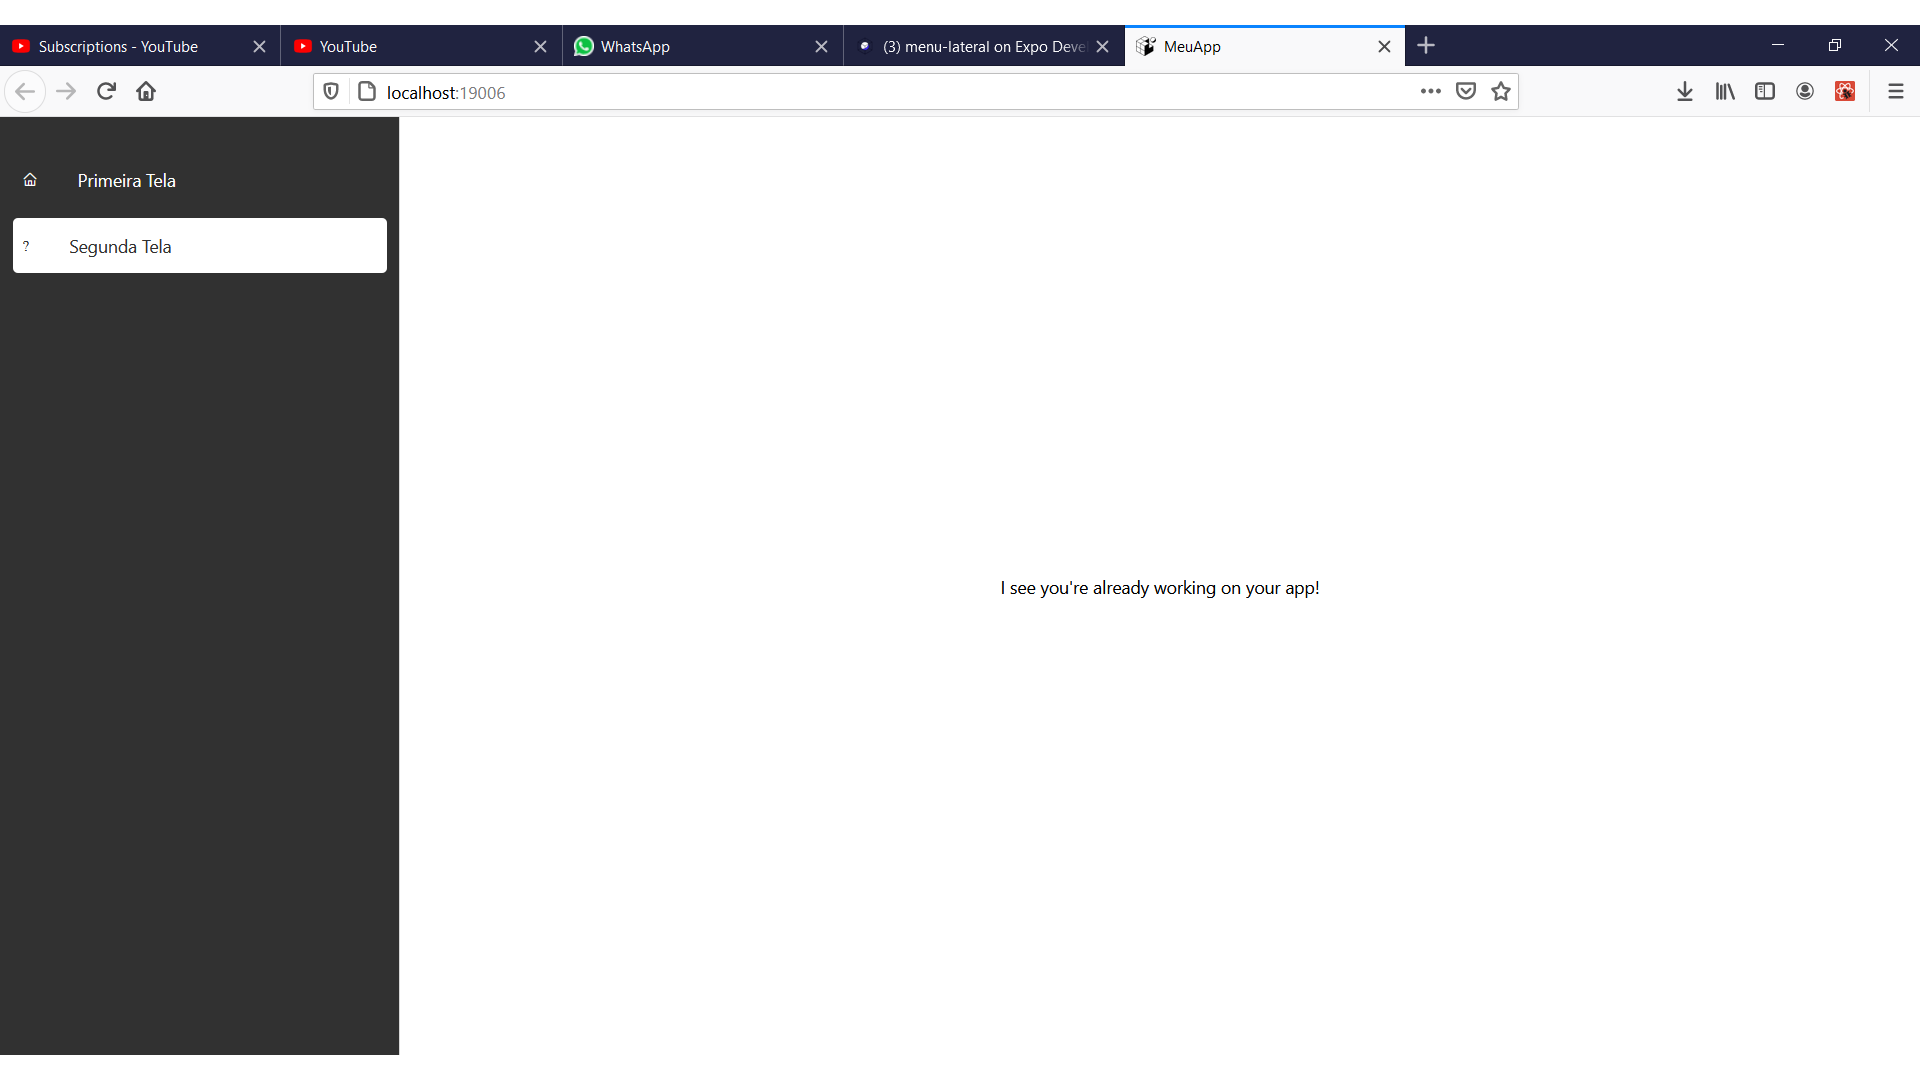 Subscriptions - YouTube
YouTube
WhatsApp
(3) menu-lateral on Expo Deve
MeuApp
localhost:19006
Primeira Tela
? Segunda Tela
I see you're already working on your app!